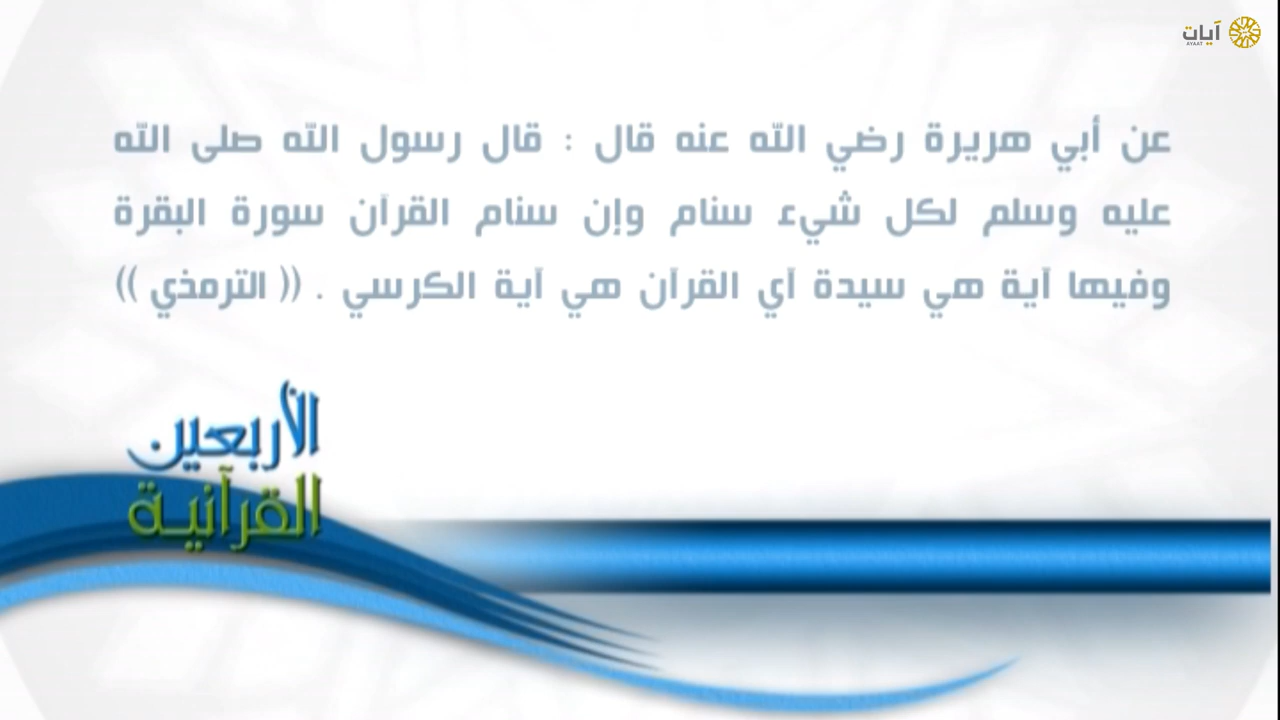 آيات
AYAAT
عن أبي هريرة رضي الله عنه قال : قال رسول الله صلى الله
عليه وسلم لكل شيء سنام وإن سنام القرآن سورة البقرة
وفيها آية هي سيدة آي القرآن هي آية الكرسي . (( الترمذي ))
الأربعين
القرآنية